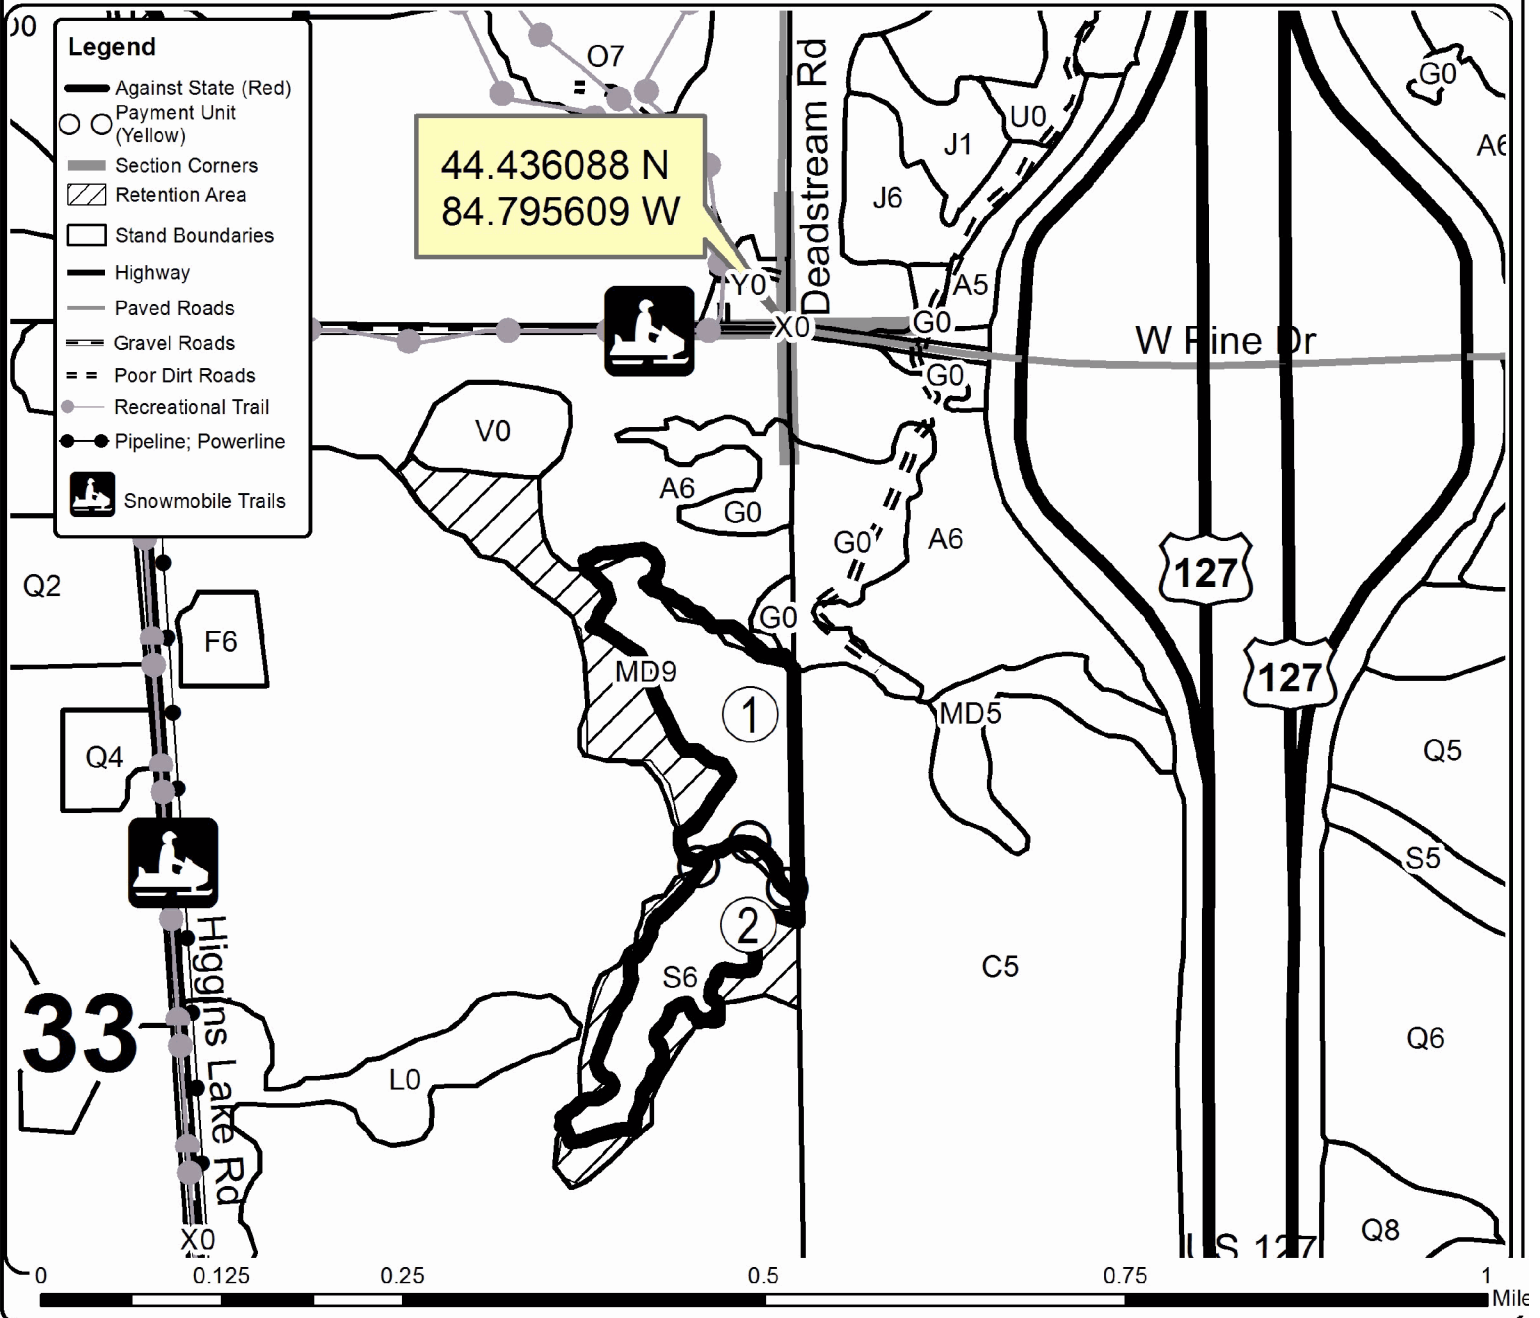 00
Legend
Against State (Red)
Payment Unit
(Yellow)
Section Corners
Retention Area
Stand Boundaries
Highway
Paved Roads
Gravel Roads
Poor Dirt Roads
Recreational Trail
Pipeline; Powerline
Snowmobile Trails
O7
44.436088 N
84.795609 W
Deadstream Rd
U0
J1
J6
G0
A6
Y0
A5
X0
G0
W Pine Dr
G0
V0
A6
G0
G0
A6
127
Q2
F6
G0
MD9
127
1
MD5
Q4
Q5
S5
2
S6
C5
33
Higgins Lake Rd
L0
Q6
X0
US 127
Q8
0
0.125
0.25
0.5
0.75
1